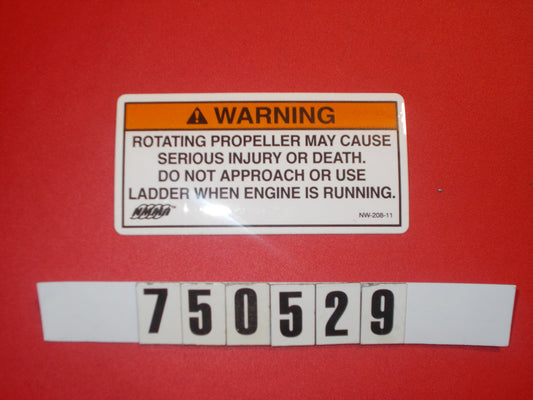 WARNING
ROTATING PROPELLER MAY CAUSE
SERIOUS INJURY OR DEATH.
DO NOT APPROACH OR USE
LADDER WHEN ENGINE IS RUNNING.
NMMA™ NW-208-11
750529